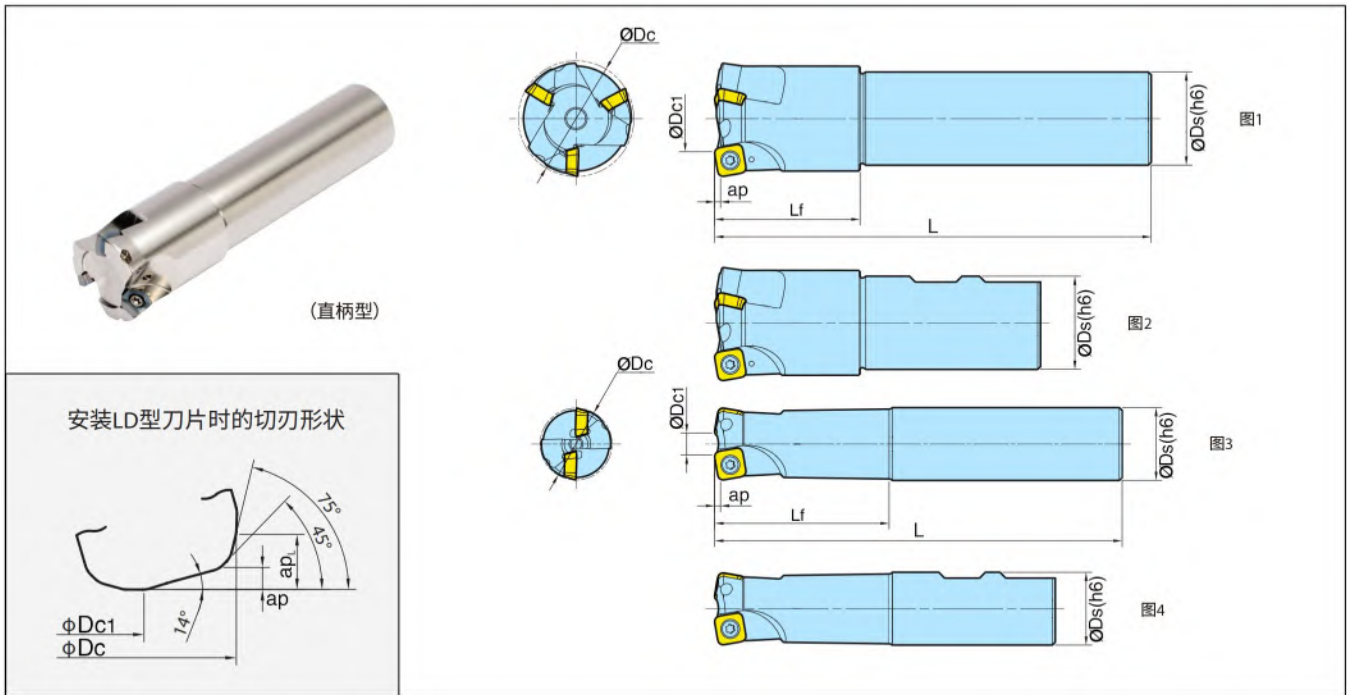 (直柄型)
安装LD型刀片时的切刃形状
75°
45°
apL
ap
14°
ΦDc1
ΦDc
ØDc
ØDc1
ap
Lf
L
ØDs(h6)
图1
ØDs(h6)
图2
ØDc
ØDc1
ap
Lf
L
ØDs(h6)
图3
ØDs(h6)
图4